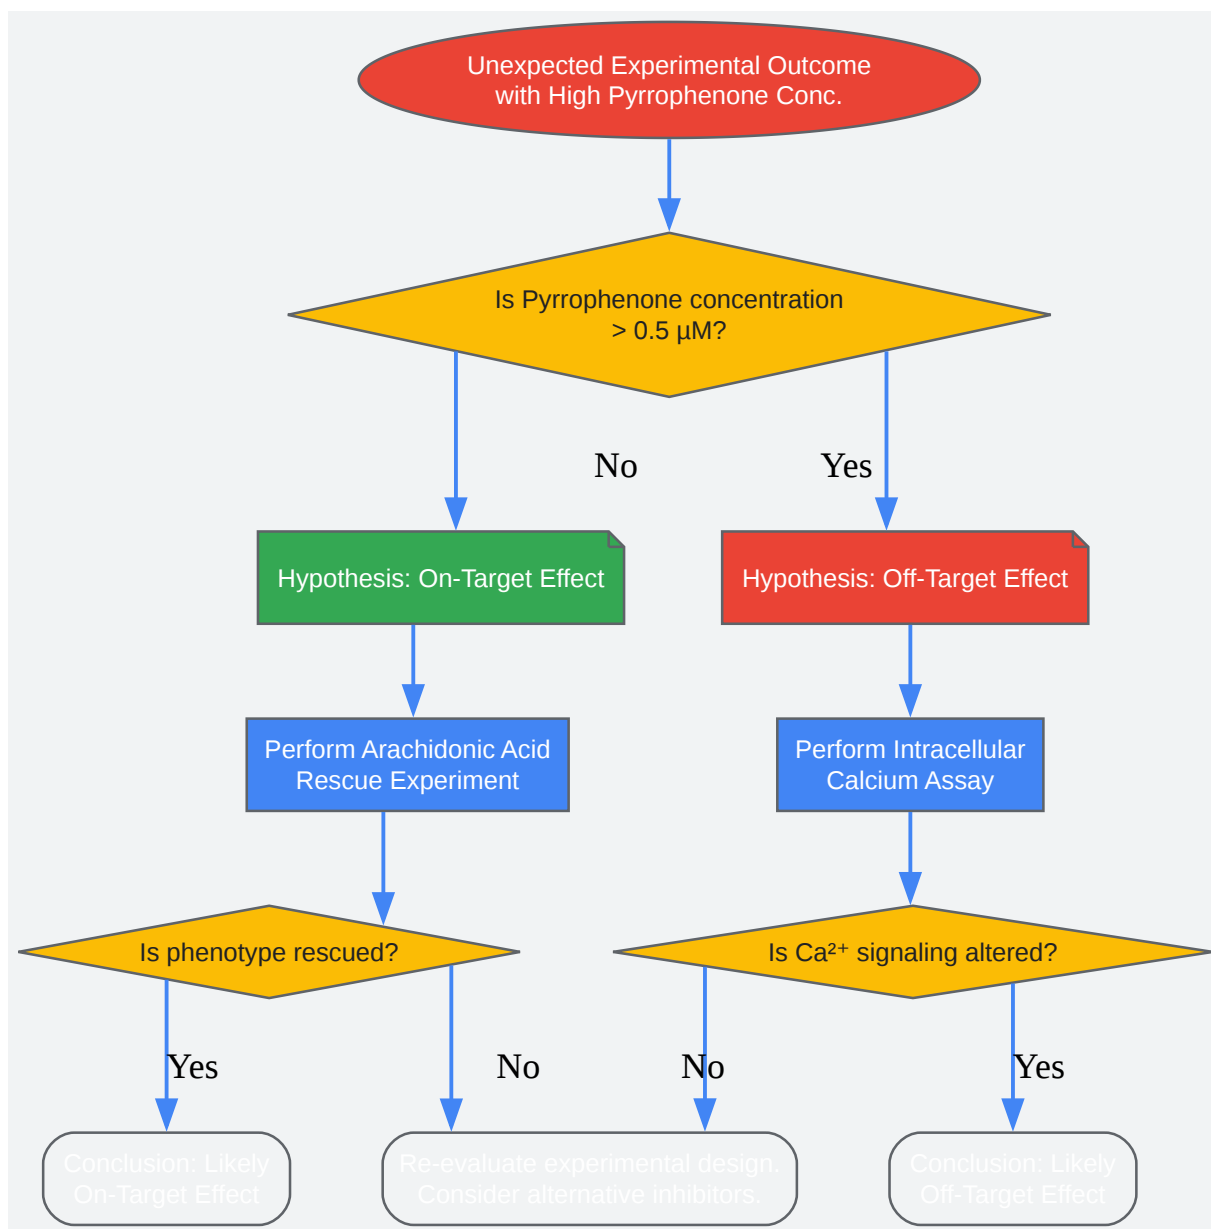 Unexpected Experimental Outcome
with High Pyrrophenone Conc.
Is Pyrrophenone concentration
> 0.5 µM?
No
Yes
Hypothesis: On-Target Effect
Hypothesis: Off-Target Effect
Perform Arachidonic Acid
Rescue Experiment
Perform Intracellular
Calcium Assay
Is phenotype rescued?
Is Ca²⁺ signaling altered?
Yes
No
No
Yes
Conclusion: Likely
On-Target Effect
Re-evaluate experimental design.
Consider alternative inhibitors.
Conclusion: Likely
Off-Target Effect